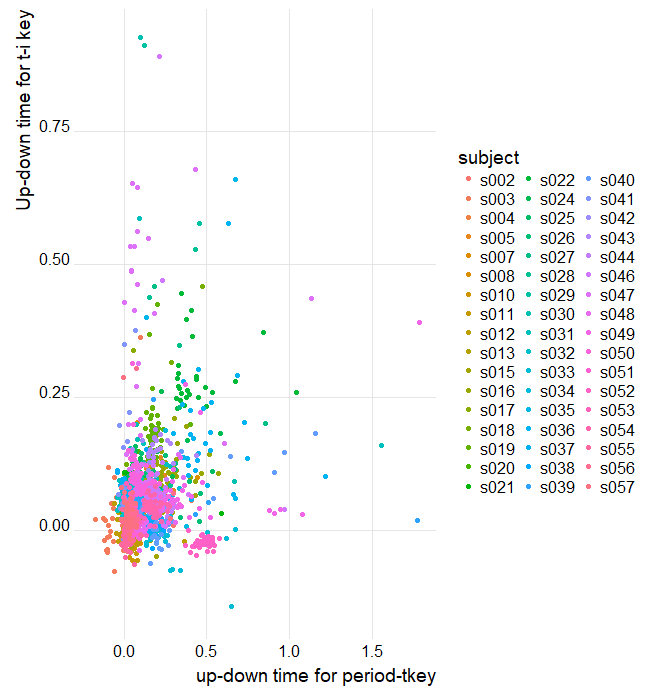 Up-down time for t-i key
0.75
0.50
0.25
0.00
0.0 0.5 1.0 1.5
up-down time for period-tkey
subject
s002 s022 s040
s003 s024 s041
s004 s025 s042
s005 s026 s043
s007 s027 s044
s008 s028 s046
s010 s029 s047
s011 s030 s048
s012 s031 s049
s013 s032 s050
s015 s033 s051
s016 s034 s052
s017 s035 s053
s018 s036 s054
s019 s037 s055
s020 s038 s056
s021 s039 s057